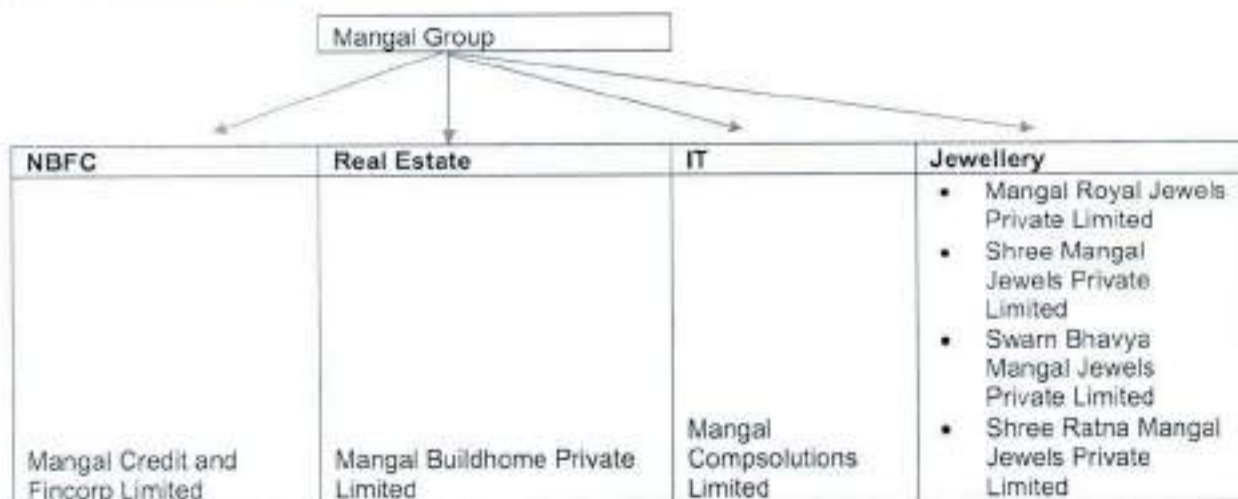 Mangal Group
NBFC
Real Estate
IT
Jewellery
Mangal Credit and
Fincorp Limited
Mangal Buildhome Private
Limited
Mangal
Compsolutions
Limited
• Mangal Royal Jewels
Private Limited
• Shree Mangal
Jewels Private
Limited
• Swarn Bhavya
Mangal Jewels
Private Limited
• Shree Ratna Mangal
Jewels Private
Limited